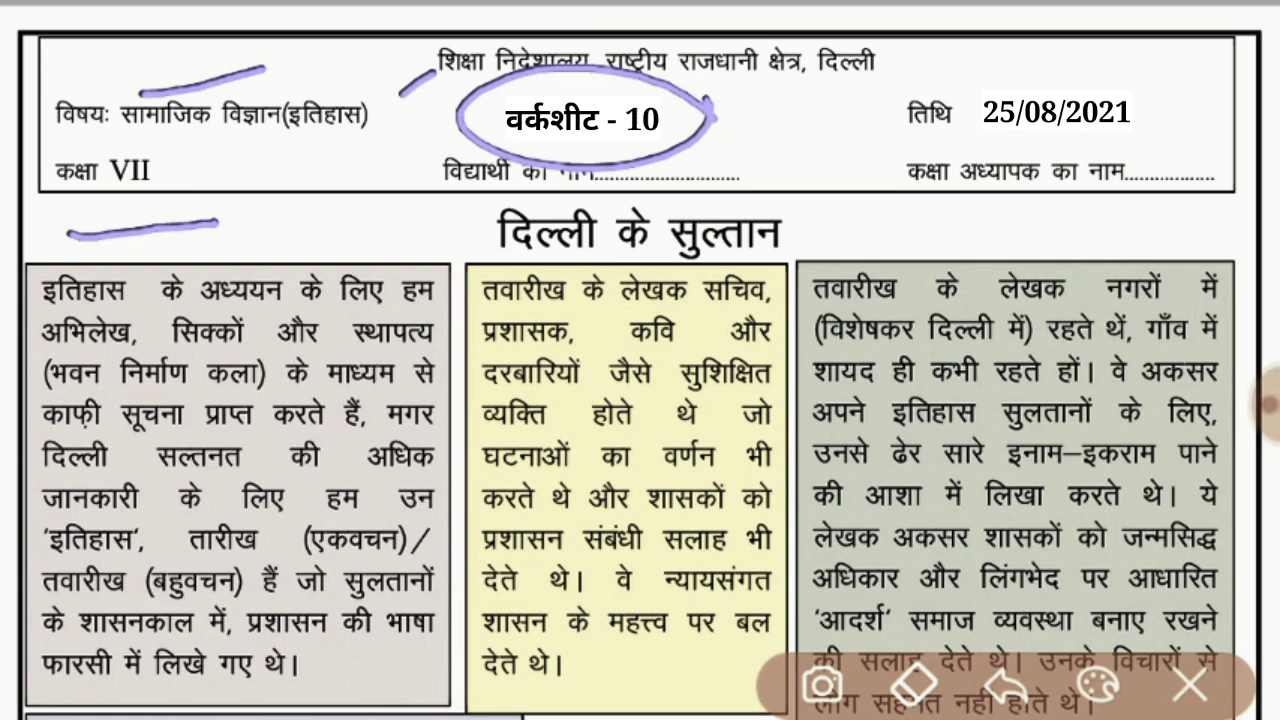 शिक्षा निदेशालय, राष्ट्रीय राजधानी क्षेत्र, दिल्ली
विषयः सामाजिक विज्ञान(इतिहास)
वर्कशीट - 10
तिथि 25/08/2021
कक्षा VII
विद्यार्थी का नाम..............................
कक्षा अध्यापक का नाम...................
दिल्ली के सुल्तान
इतिहास के अध्ययन के लिए हम
अभिलेख, सिक्कों और स्थापत्य
(भवन निर्माण कला) के माध्यम से
काफ़ी सूचना प्राप्त करते हैं, मगर
दिल्ली सल्तनत की अधिक
जानकारी के लिए हम उन
'इतिहास', तारीख (एकवचन)/
तवारीख (बहुवचन) हैं जो सुलतानों
के शासनकाल में, प्रशासन की भाषा
फारसी में लिखे गए थे।
तवारीख के लेखक सचिव,
प्रशासक, कवि और
दरबारियों जैसे सुशिक्षित
व्यक्ति होते थे जो
घटनाओं का वर्णन भी
करते थे और शासकों को
प्रशासन संबंधी सलाह भी
देते थे। वे न्यायसंगत
शासन के महत्त्व पर बल
देते थे।
तवारीख के लेखक नगरों में
(विशेषकर दिल्ली में) रहते थें, गाँव में
शायद ही कभी रहते हों। वे अकसर
अपने इतिहास सुलतानों के लिए,
उनसे ढेर सारे इनाम–इकराम पाने
की आशा में लिखा करते थे। ये
लेखक अकसर शासकों को जन्मसिद्ध
अधिकार और लिंगभेद पर आधारित
'आदर्श' समाज व्यवस्था बनाए रखने
की सलाह देते थे। उनके विचारों से
लोग सहमत नही होते थे।